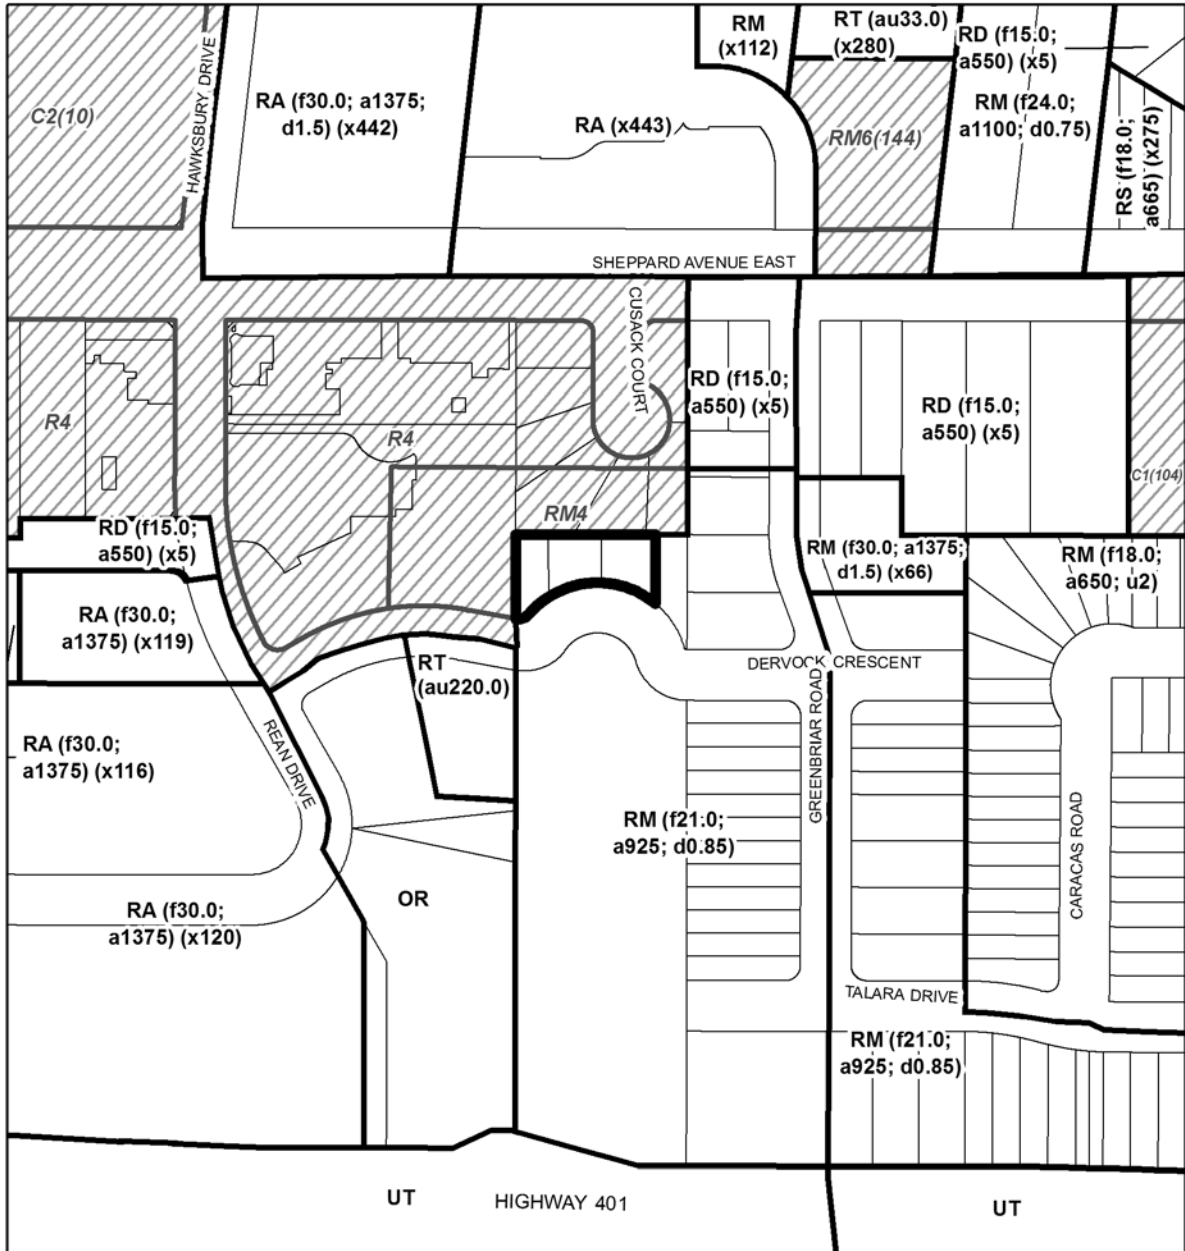 RM
(x112)
RT (au33.0)
(x280)
RD (f15.0;
a550) (x5)
C2(10)
HAWKSBURY DRIVE
RA (f30.0; a1375;
d1.5) (x442)
RA (x443)
RM6(144)
RM (f24.0;
a1100; d0.75)
RS (f18.0;
a665) (x275)
SHEPPARD AVENUE EAST
CUSACK COURT
R4
R4
RD (f15.0;
a550) (x5)
RD (f15.0;
a550) (x5)
C1(104)
RM4
RD (f15.0;
a550) (x5)
RM (f30.0; a1375;
d1.5) (x66)
RM (f18.0;
a650; u2)
RA (f30.0;
a1375) (x119)
RT
(au220.0)
DERVOCK CRESCENT
GREENBRIAR ROAD
REAN DRIVE
RA (f30.0;
a1375) (x116)
RM (f21.0;
a925; d0.85)
CARACAS ROAD
OR
RA (f30.0;
a1375) (x120)
TALARA DRIVE
RM (f21.0;
a925; d0.85)
UT
HIGHWAY 401
UT